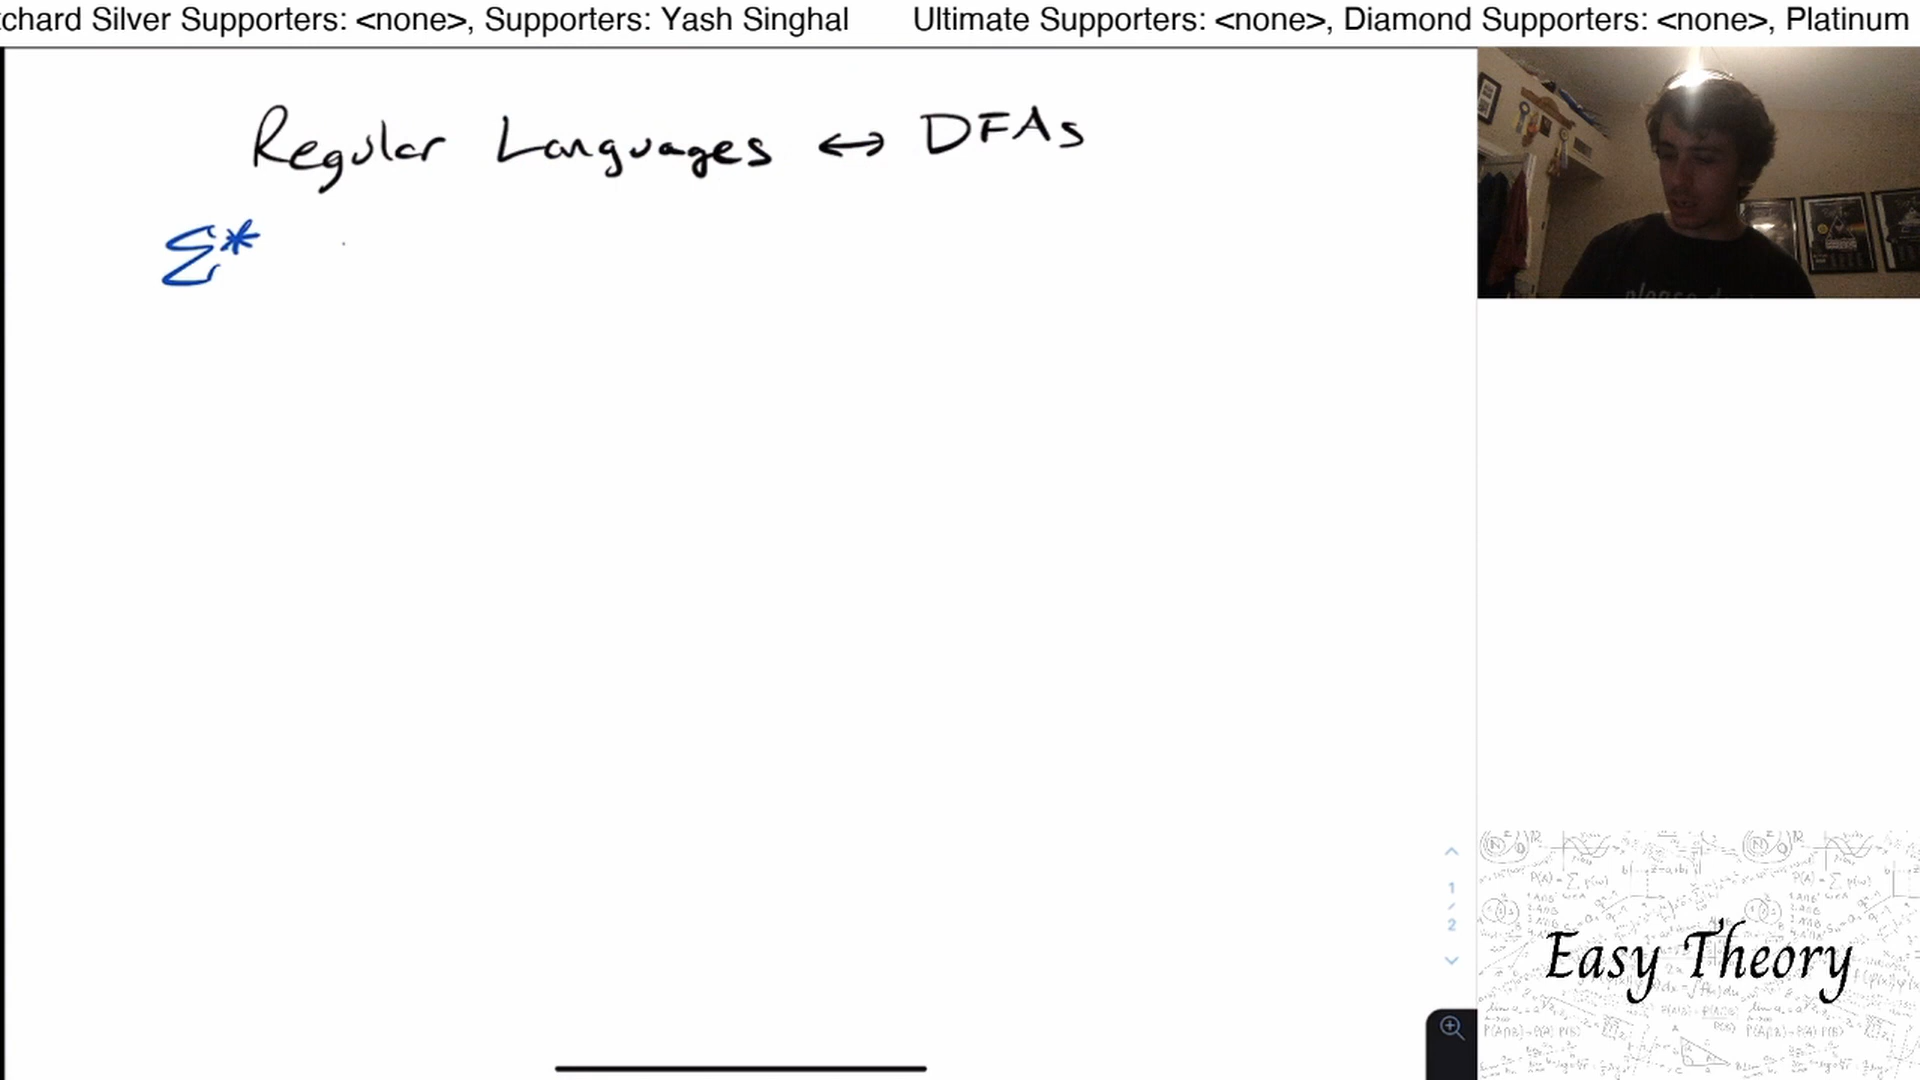 tchard Silver Supporters: <none>, Supporters: Yash Singhal Ultimate Supporters: <none>, Diamond Supporters: <none>, Platinum
Regular Languages ↔ DFAs
Σ*
1
2
Easy Theory